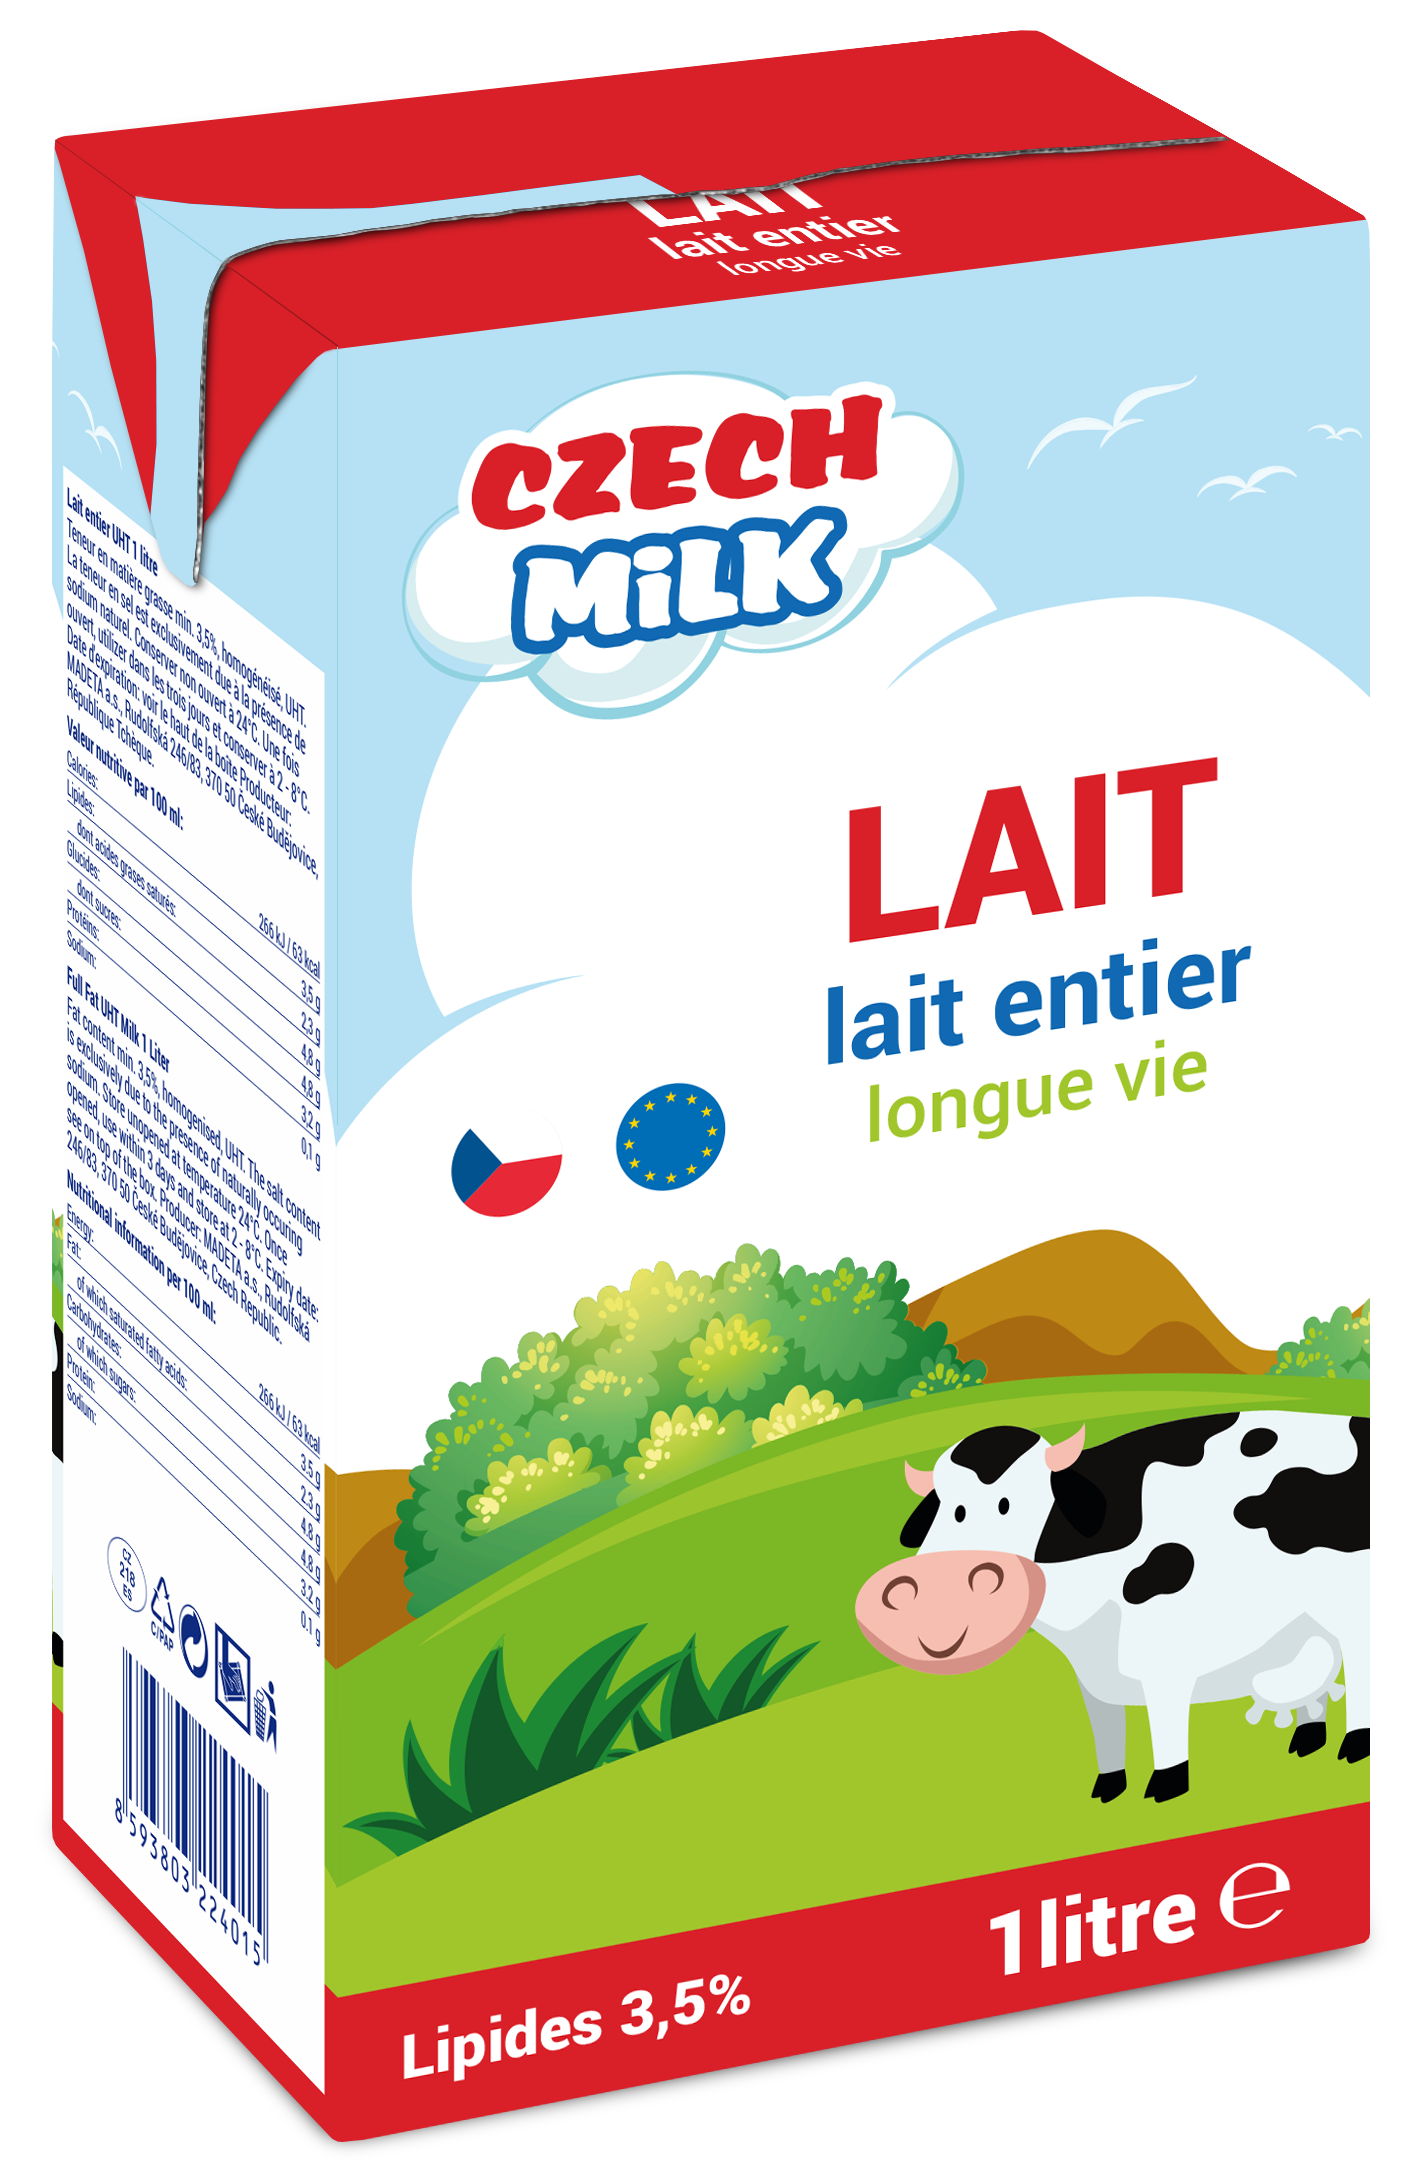 LAIT
lait entier
longue vie
CZECH
MiLK
LAIT
lait entier
longue vie
1 litre ℮
Lipides 3,5%
Lait entier UHT 1 litre
Teneur en matière grasse min. 3,5%, homogénéisé, UHT.
La teneur en sel est exclusivement due à la présence de
sodium naturel. Conserver non ouvert à 24°C. Une fois
ouvert, utilizer dans les trois jours et conserver à 2 - 8°C.
Date d'expiration: voir le haut de la boîte Producteur:
MADETA a.s., Rudolfská 246/83, 370 50 České Budějovice,
République Tchèque.
Valeur nutritive par 100 ml:
Calories: 266 kJ / 63 kcal
Lipides: 3,5 g
dont acides grases saturés: 2,3 g
Glucides: 4,8 g
dont sucres: 4,8 g
Protéins: 3,2 g
Sodium: 0,1 g
Full Fat UHT Milk 1 Liter
Fat content min. 3,5%, homogenised, UHT. The salt content
is exclusively due to the presence of naturally occuring
sodium. Store unopened at temperature 24°C. Once
opened, use within 3 days and store at 2 - 8°C. Expiry date:
see on top of the box. Producer: MADETA a.s., Rudolfská
246/83, 370 50 České Budějovice, Czech Republic.
Nutritional information per 100 ml:
Energy: 266 kJ / 63 kcal
Fat: 3.5 g
of which saturated fatty acids: 2.3 g
Carbohydrates: 4.8 g
of which sugars: 4.8 g
Protein: 3.2 g
Sodium: 0.1 g
CZ
218
ES
C/PAP
8 593803 224015